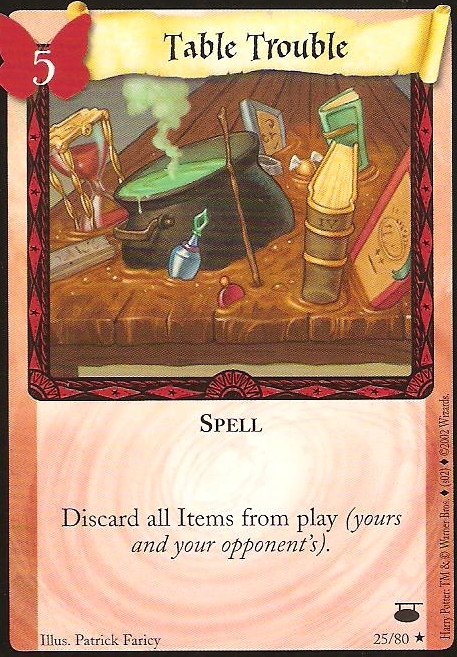 5
Table Trouble
SPELL
Discard all Items from play (yours
and your opponent's).
Illus. Patrick Faricy
25/80 ★
Harry Potter: TM & © Warner Bros. ♦ (s02) ♦ ©2002 Wizards.